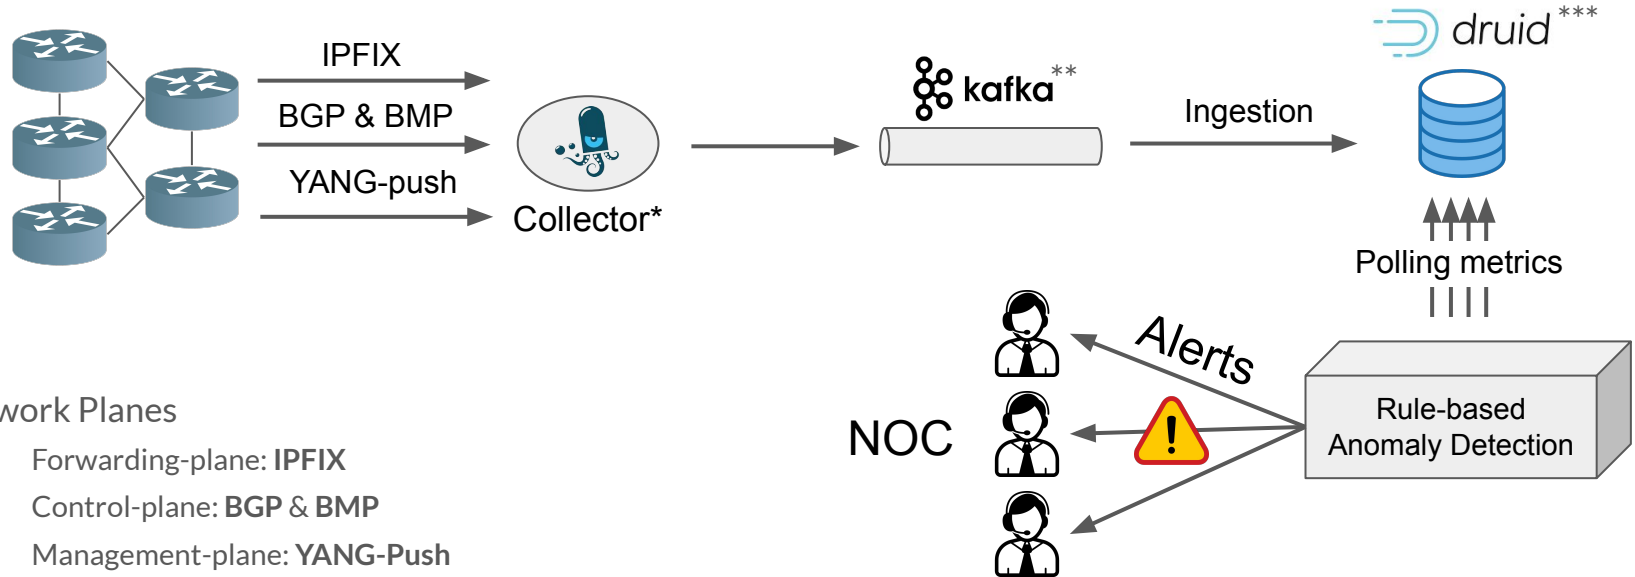 IPFIX
BGP & BMP
YANG-push
Collector*
kafka**
Ingestion
druid***
Polling metrics
Alerts
Rule-based
Anomaly Detection
NOC
work Planes
Forwarding-plane: IPFIX
Control-plane: BGP & BMP
Management-plane: YANG-Push